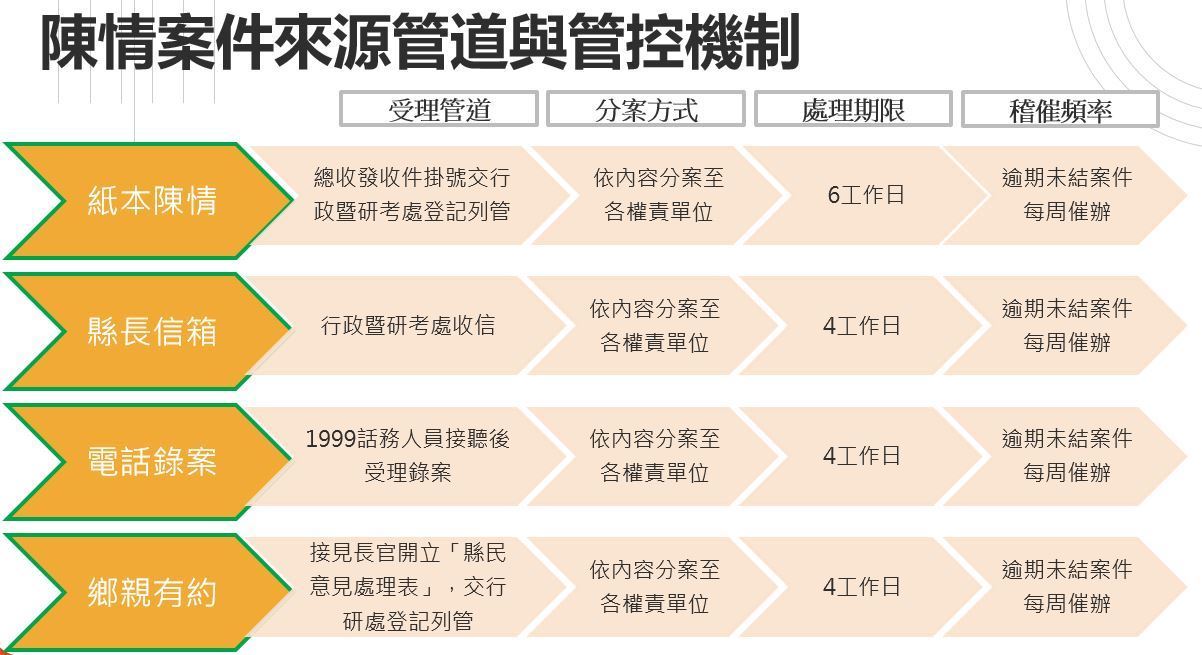 陳情案件來源管道與管控機制
受理管道
分案方式
處理期限
稽催頻率
紙本陳情
總收發收件掛號交行
政暨研考處登記列管
依內容分案至
各權責單位
6工作日
逾期未結案件
每周催辦
縣長信箱
行政暨研考處收信
依內容分案至
各權責單位
4工作日
逾期未結案件
每周催辦
電話錄案
1999話務人員接聽後
受理錄案
依內容分案至
各權責單位
4工作日
逾期未結案件
每周催辦
鄉親有約
接見長官開立「縣民
意見處理表」，交行
研處登記列管
依內容分案至
各權責單位
4工作日
逾期未結案件
每周催辦